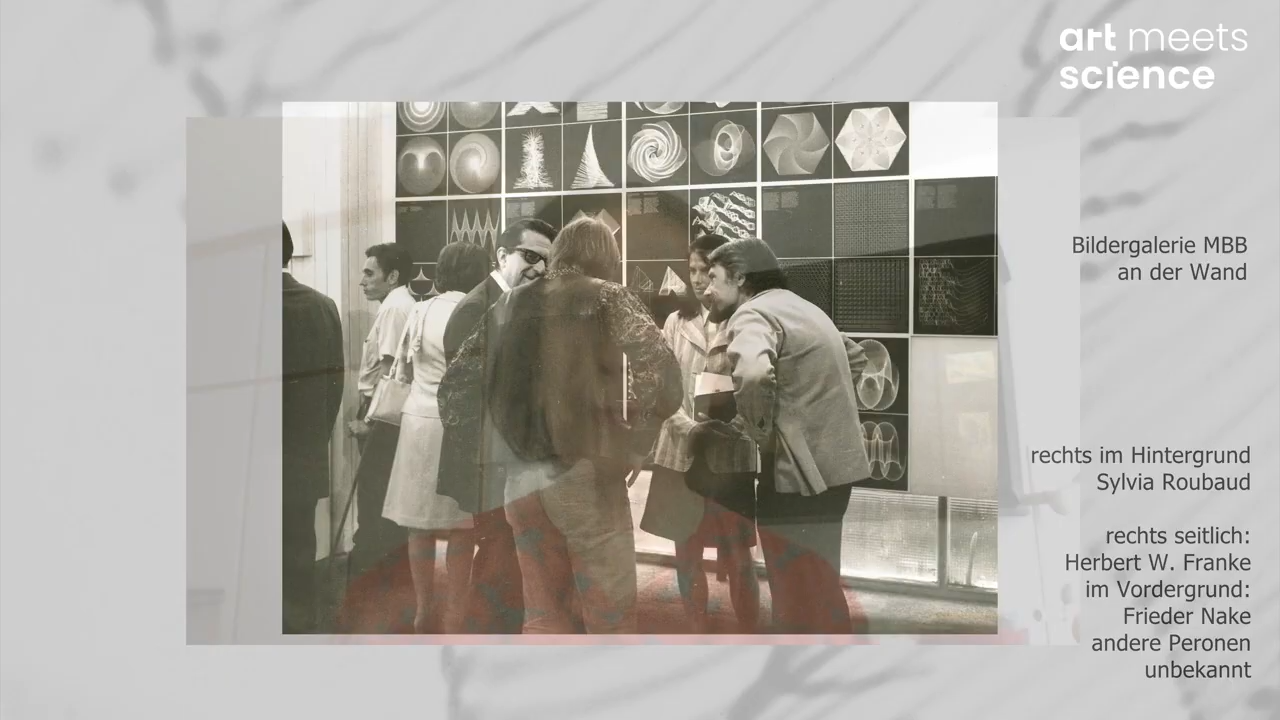 art meets
science
Bildergalerie MBB
an der Wand
rechts im Hintergrund
Sylvia Roubaud
rechts seitlich:
Herbert W. Franke
im Vordergrund:
Frieder Nake
andere Peronen
unbekannt